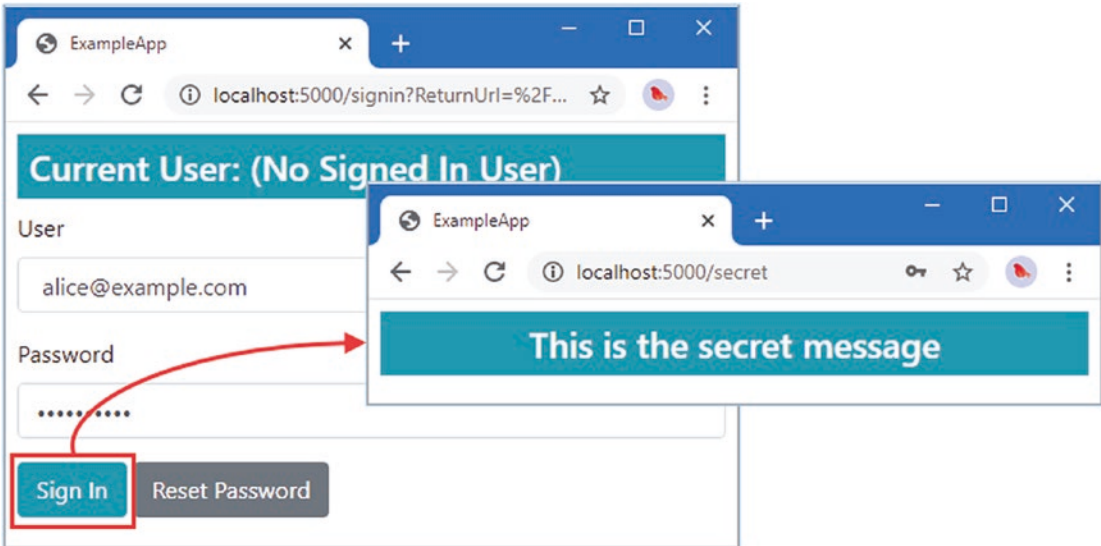 ExampleApp
localhost:5000/signin?ReturnUrl=%2F...
Current User: (No Signed In User)
User
alice@example.com
Password
••••••••••
Sign In
Reset Password
ExampleApp
localhost:5000/secret
This is the secret message